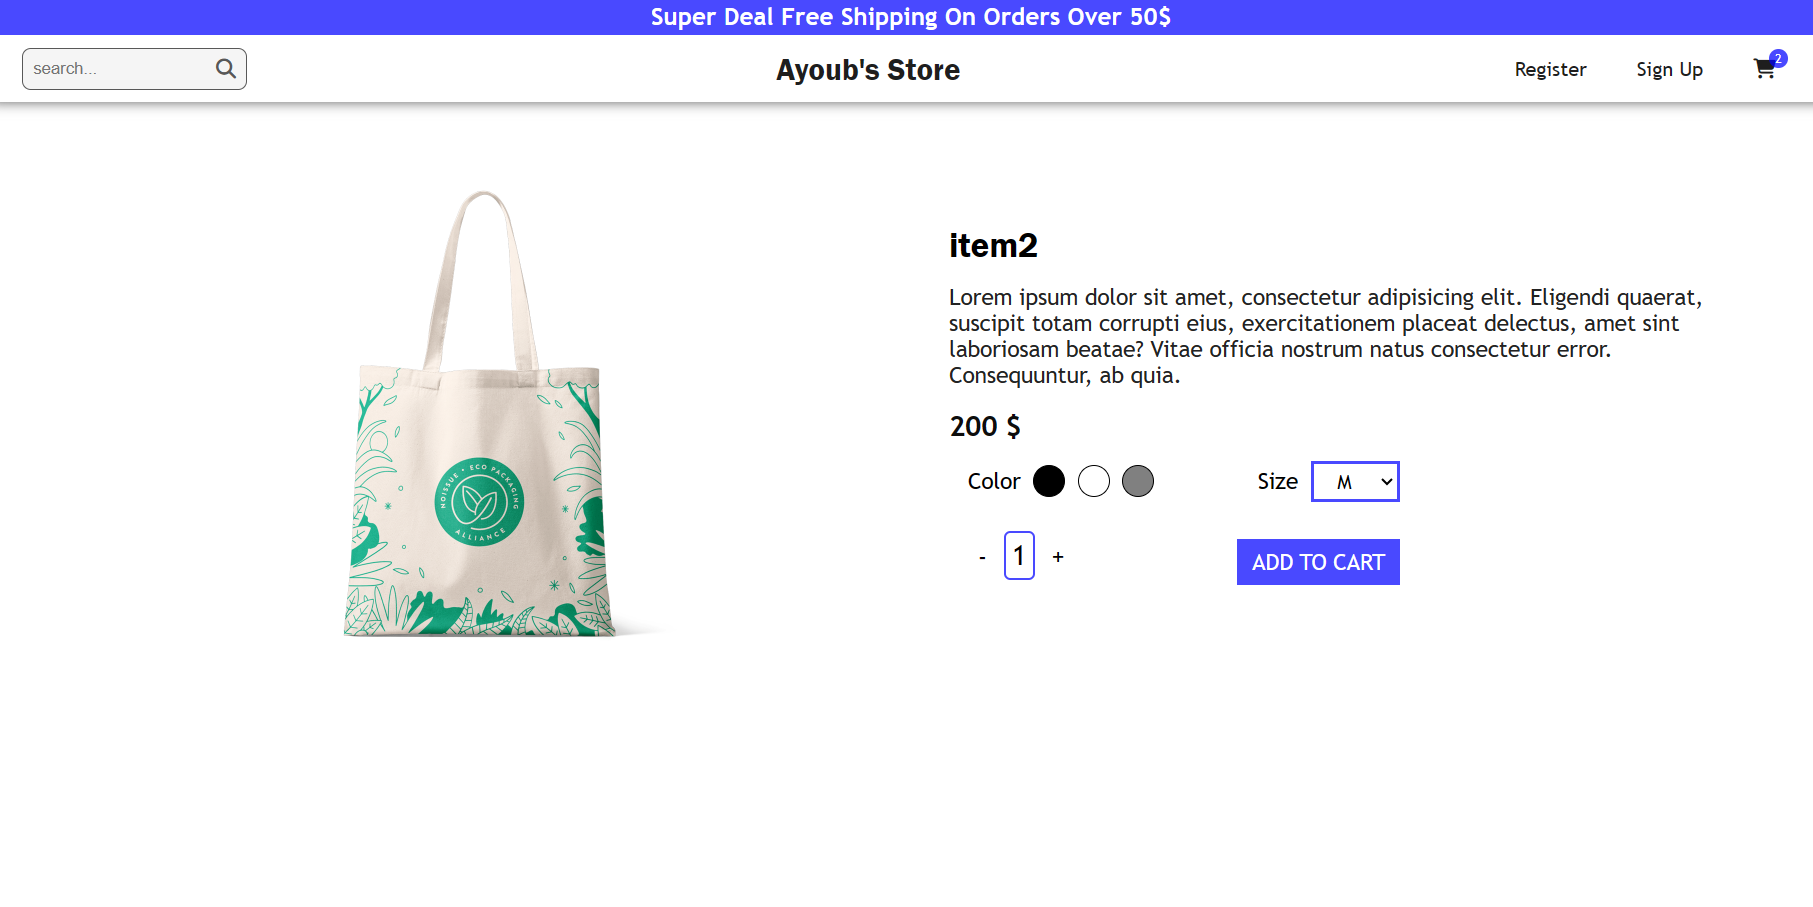 Super Deal Free Shipping On Orders Over 50$
search...
Ayoub's Store
Register
Sign Up
2
item2
Lorem ipsum dolor sit amet, consectetur adipisicing elit. Eligendi quaerat,
suscipit totam corrupti eius, exercitationem placeat delectus, amet sint
laboriosam beatae? Vitae officia nostrum natus consectetur error.
Consequuntur, ab quia.
200 $
Color
Size
M
- 1 +
ADD TO CART
NOISSUE • ECO PACKAGING
ALLIANCE